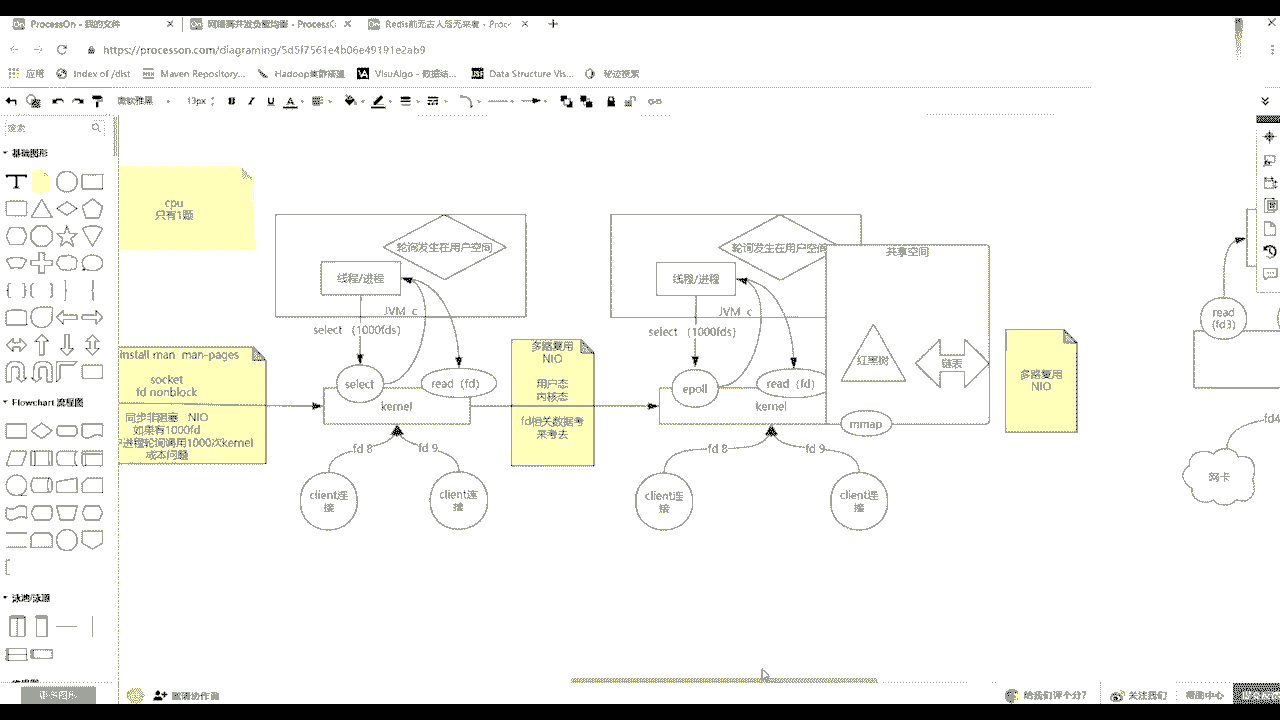 ProcessOn - 我的文件
网络高并发负载均衡 - ProcessO
Redis前无古人后无来者 - Proc
https://processon.com/diagraming/5d5f7561e4b06e49191e2ab9
应用
Index of /dist
Maven Repository...
Hadoop集群搭建
VisuAlgo - 数据结...
Data Structure Vis...
秘迹搜索
微软雅黑
13px
B
I
U
A
搜索
基础图形
T
Flowchart 流程图
泳池/泳道
更多图形
cpu
只有1颗
install man man-pages
socket
fd nonblock
同步非阻塞 NIO
如果有1000fd
进程轮询调用1000次kernel
成本问题
轮询发生在用户空间
线程/进程
JVM c
select (1000fds)
select
read (fd)
kernel
fd 8
fd 9
client连
接
client连
接
多路复用
NIO
用户态
内核态
fd相关数据考
来考去
轮询发生在用户空间
线程/进程
JVM c
select (1000fds)
epoll
read (fd)
kernel
fd 8
fd 9
client连
接
client连
接
共享空间
红黑树
链表
mmap
多路复用
NIO
read
(fd3)
fd4
网卡
邀请协作者
给我们评个分?
关注我们
帮助中心